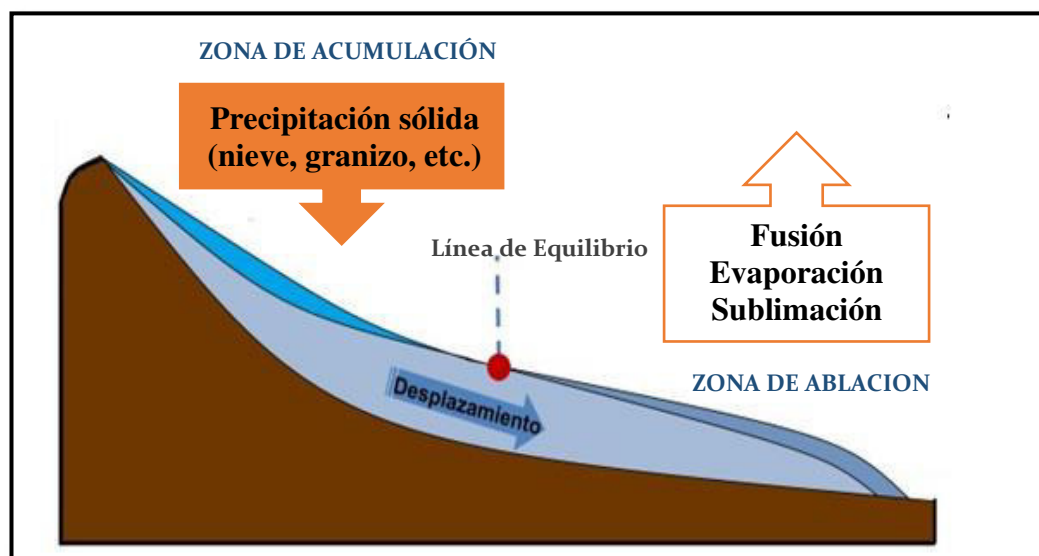 ZONA DE ACUMULACIÓN
Precipitación sólida
(nieve, granizo, etc.)
Línea de Equilibrio
Fusión
Evaporación
Sublimación
ZONA DE ABLACION
Desplazamiento